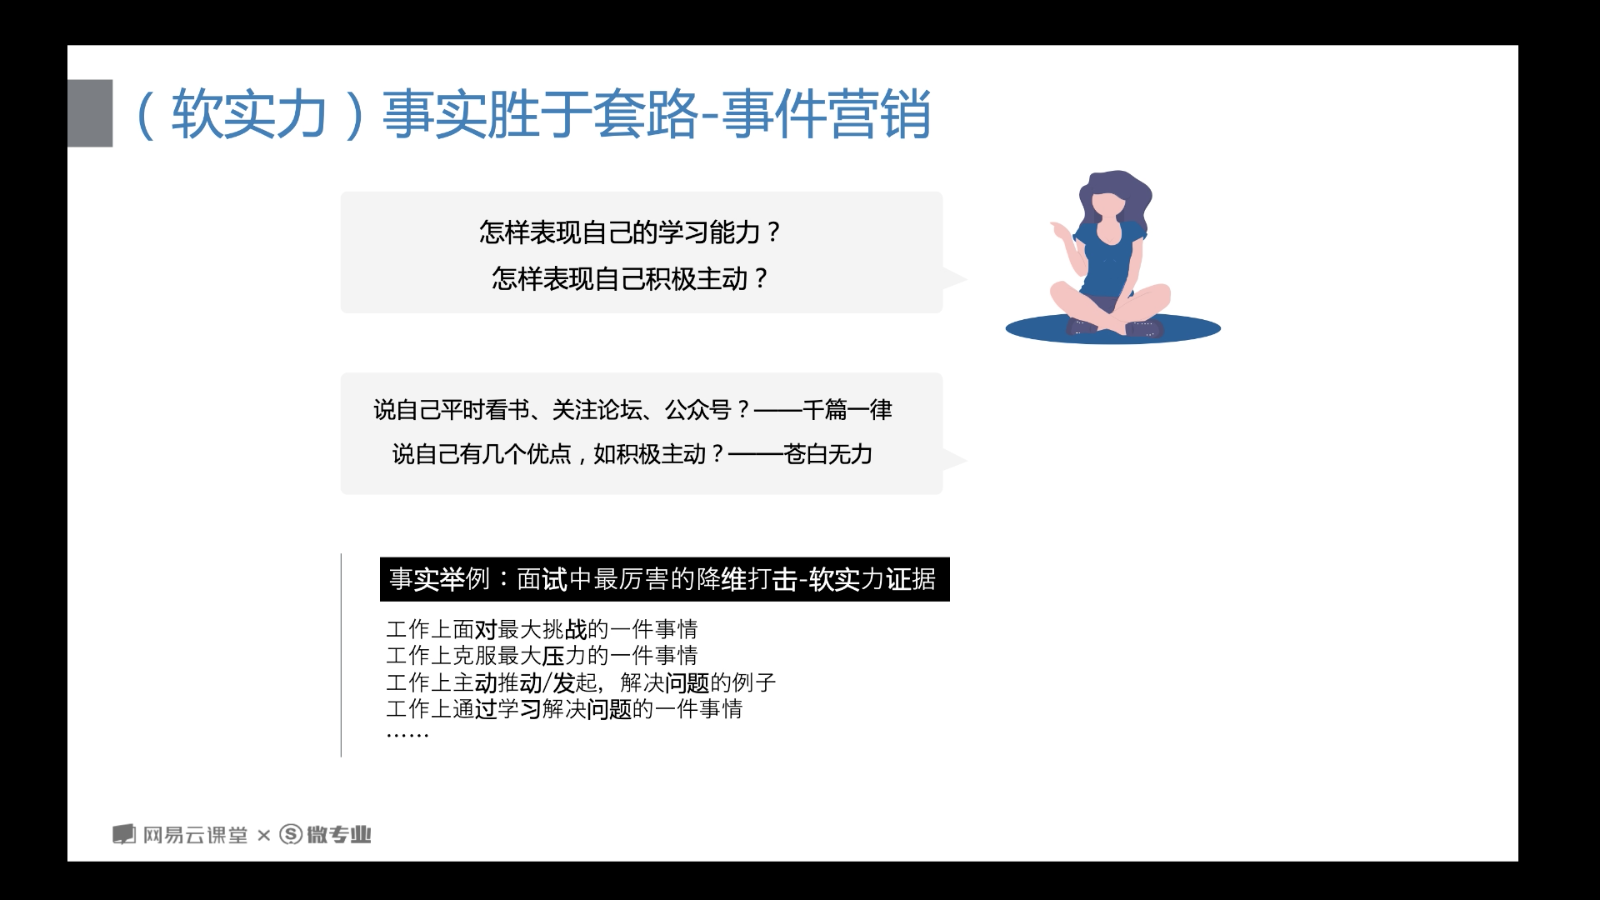 （软实力）事实胜于套路-事件营销
怎样表现自己的学习能力？
怎样表现自己积极主动？
说自己平时看书、关注论坛、公众号？——千篇一律
说自己有几个优点，如积极主动？——苍白无力
事实举例：面试中最厉害的降维打击-软实力证据
工作上面对最大挑战的一件事情
工作上克服最大压力的一件事情
工作上主动推动/发起，解决问题的例子
工作上通过学习解决问题的一件事情
……
网易云课堂 × Ⓢ微专业